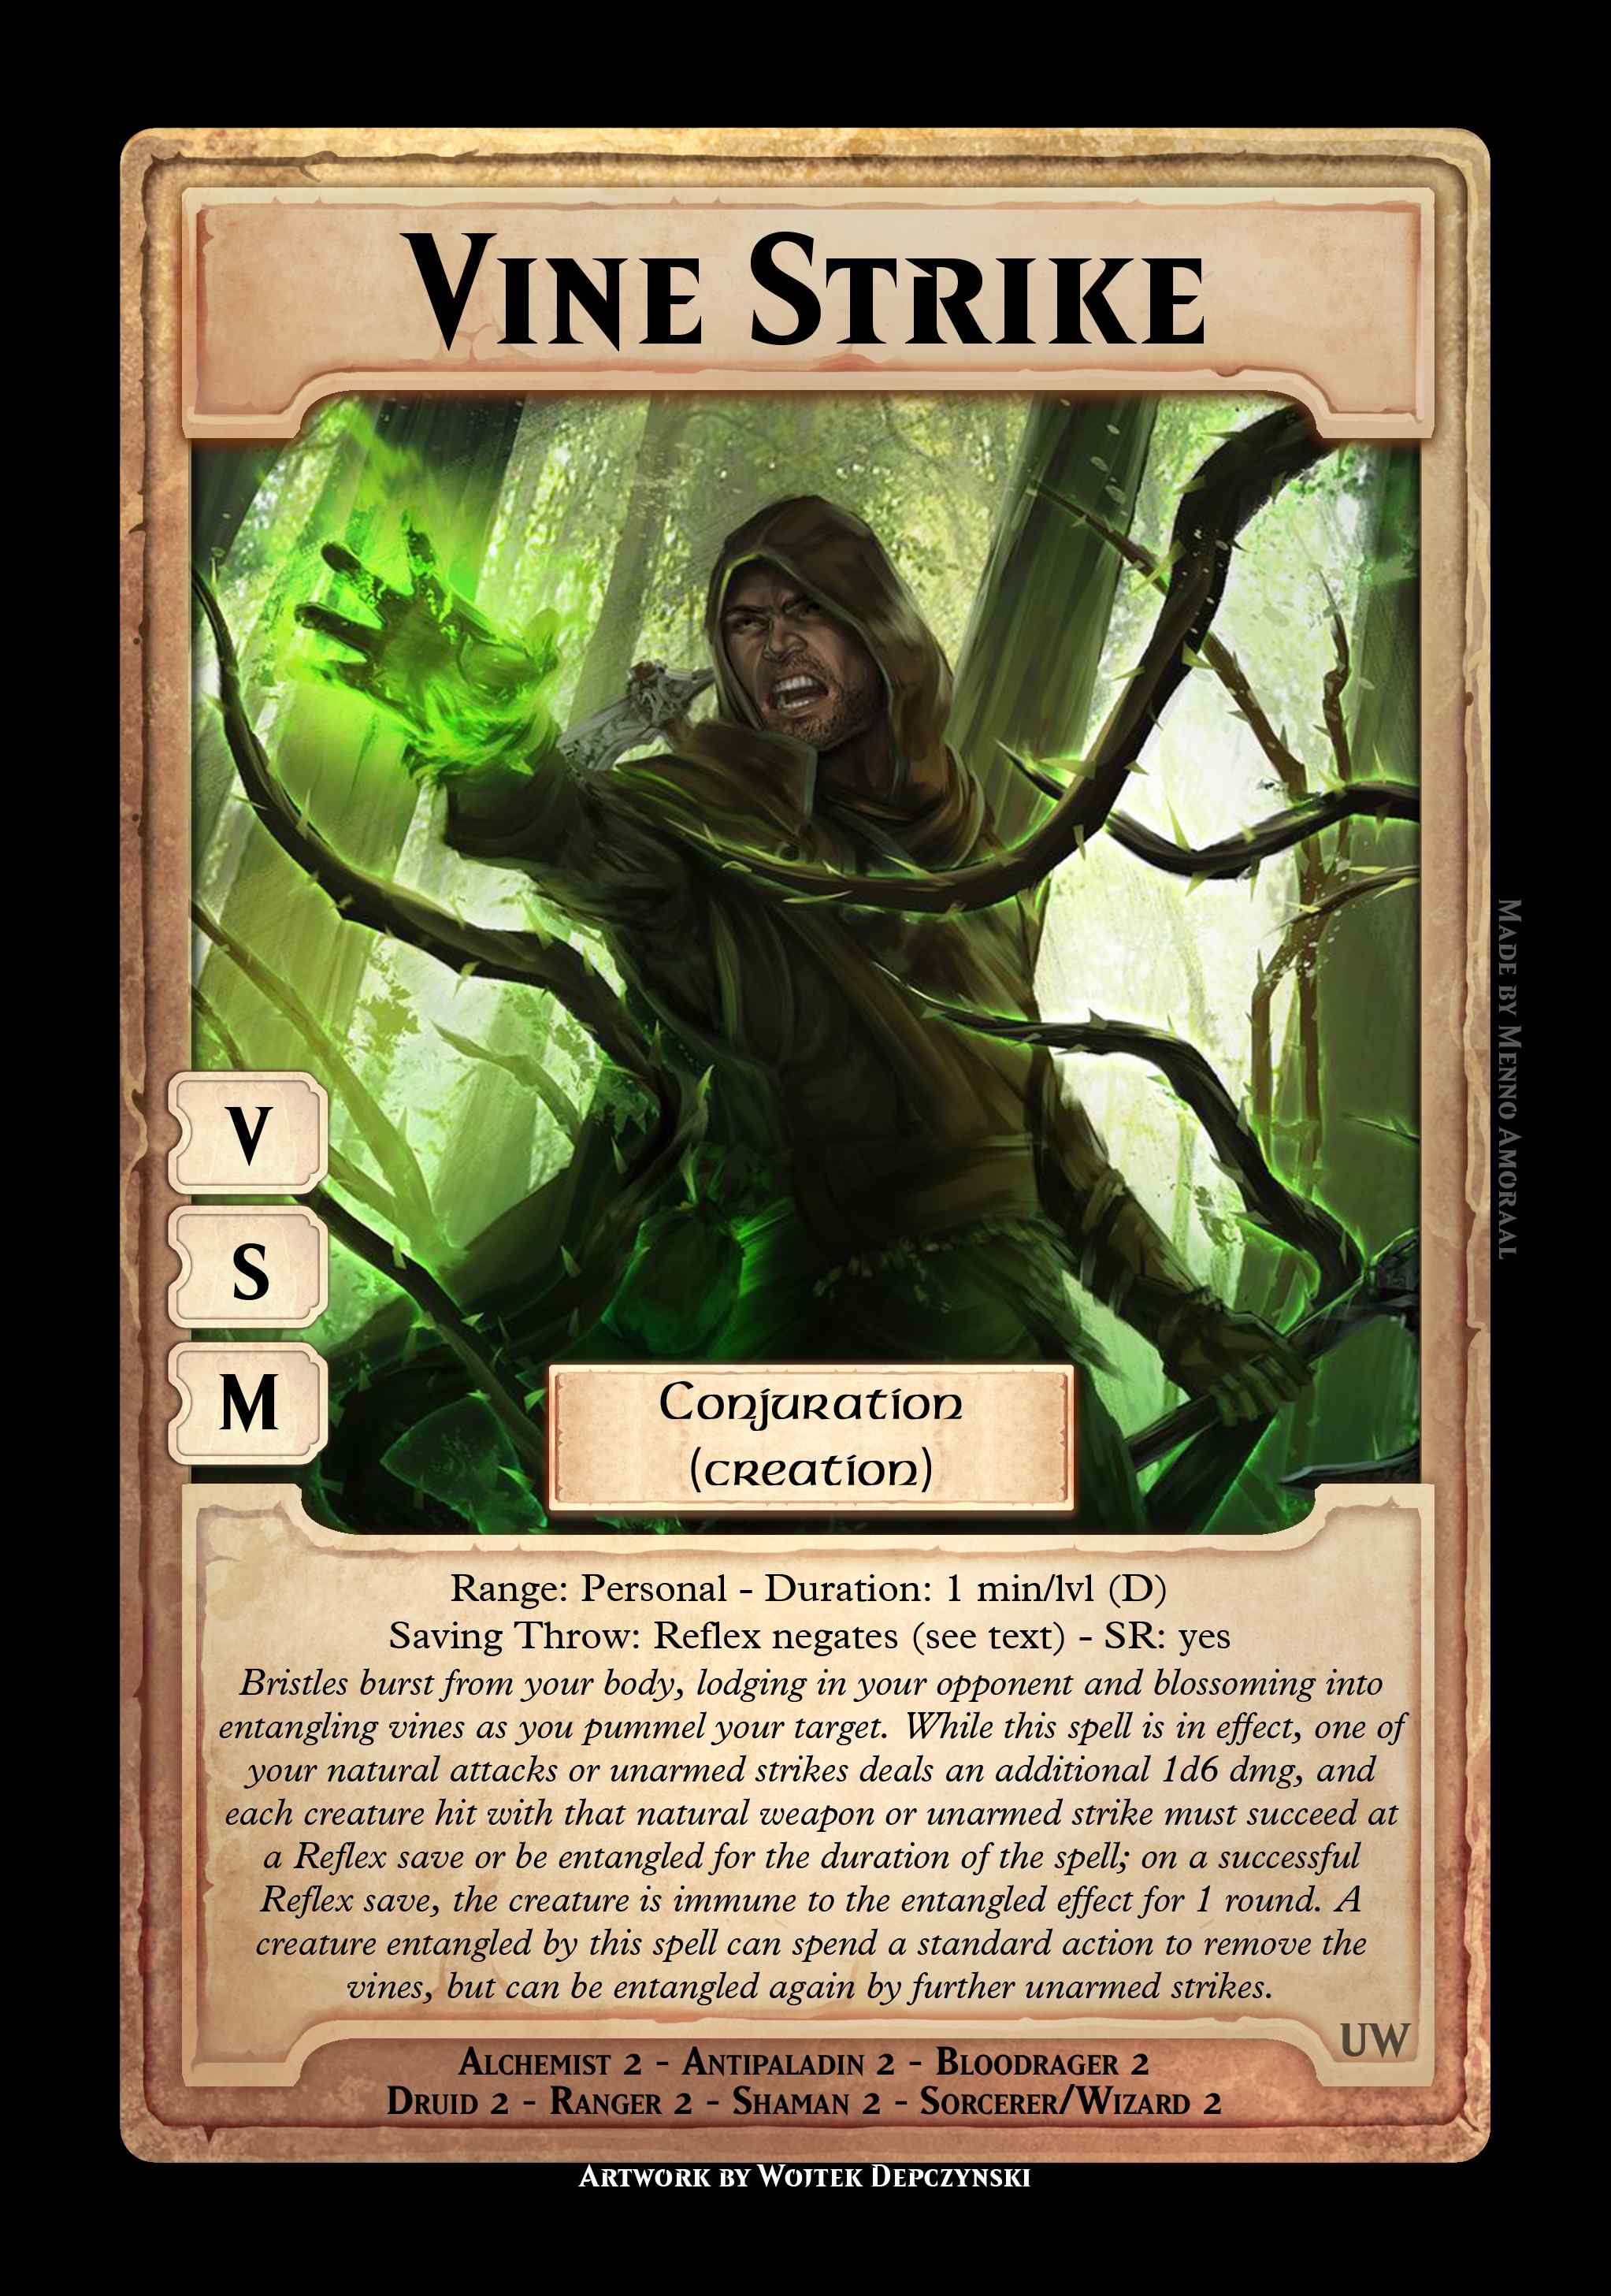 Vine Strike
Made by Menno Amoraal
V
S
M
Conjuration
(creation)
Range: Personal - Duration: 1 min/lvl (D)
Saving Throw: Reflex negates (see text) - SR: yes
Bristles burst from your body, lodging in your opponent and blossoming into
entangling vines as you pummel your target. While this spell is in effect, one of
your natural attacks or unarmed strikes deals an additional 1d6 dmg, and
each creature hit with that natural weapon or unarmed strike must succeed at
a Reflex save or be entangled for the duration of the spell; on a successful
Reflex save, the creature is immune to the entangled effect for 1 round. A
creature entangled by this spell can spend a standard action to remove the
vines, but can be entangled again by further unarmed strikes.
UW
Alchemist 2 - Antipaladin 2 - Bloodrager 2
Druid 2 - Ranger 2 - Shaman 2 - Sorcerer/Wizard 2
Artwork by Wojtek Depczynski